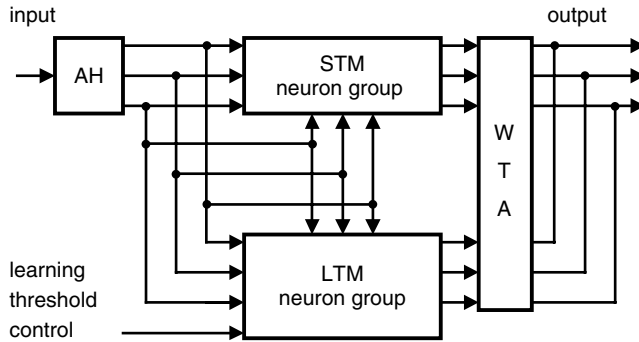 input
output
AH
STM
neuron group
W
T
A
LTM
neuron group
learning
threshold
control